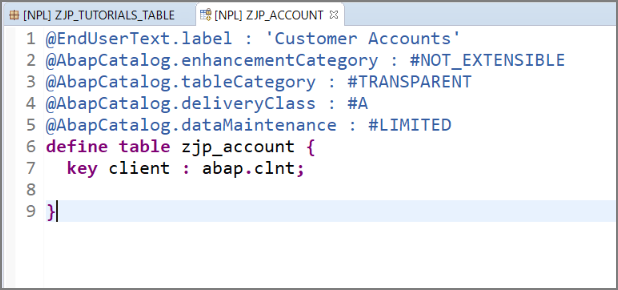 [NPL] ZJP_TUTORIALS_TABLE [NPL] ZJP_ACCOUNT
1 @EndUserText.label : 'Customer Accounts'
2 @AbapCatalog.enhancementCategory : #NOT_EXTENSIBLE
3 @AbapCatalog.tableCategory : #TRANSPARENT
4 @AbapCatalog.deliveryClass : #A
5 @AbapCatalog.dataMaintenance : #LIMITED
6 define table zjp_account {
7 key client : abap.clnt;
8
9 }